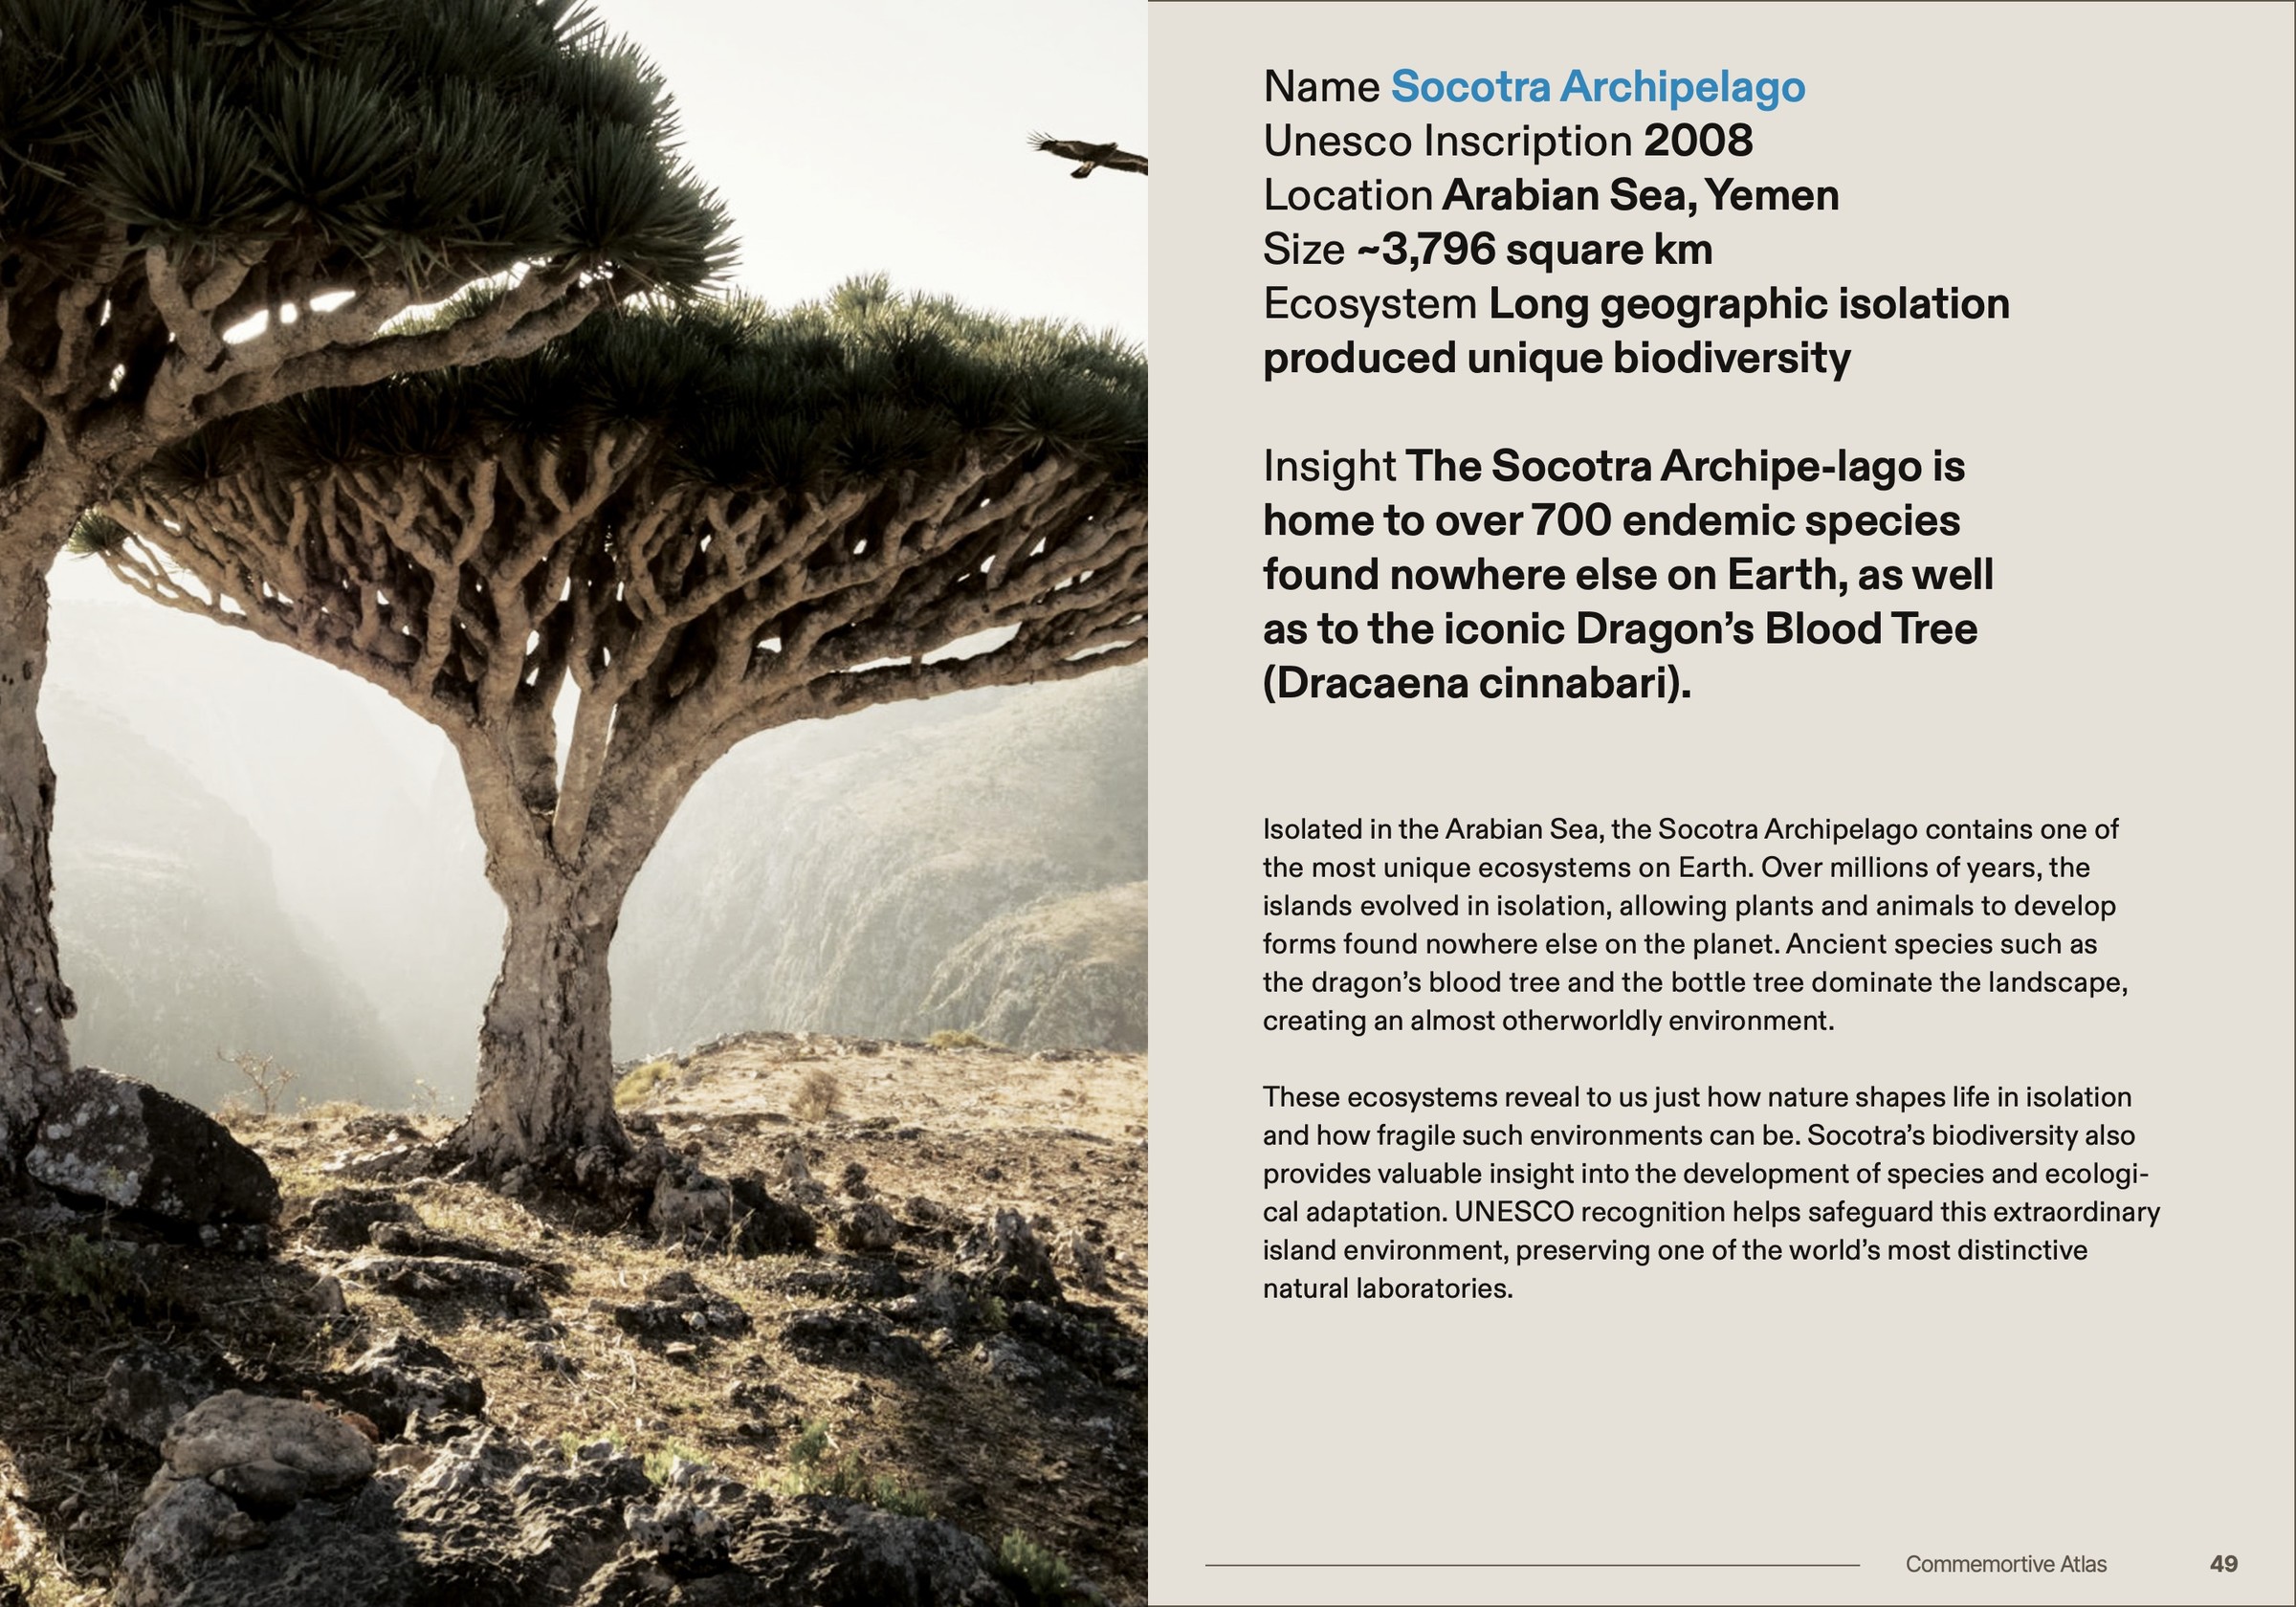 Name Socotra Archipelago
Unesco Inscription 2008
Location Arabian Sea, Yemen
Size ~3,796 square km
Ecosystem Long geographic isolation
produced unique biodiversity
Insight The Socotra Archipe-lago is
home to over 700 endemic species
found nowhere else on Earth, as well
as to the iconic Dragon’s Blood Tree
(Dracaena cinnabari).
Isolated in the Arabian Sea, the Socotra Archipelago contains one of
the most unique ecosystems on Earth. Over millions of years, the
islands evolved in isolation, allowing plants and animals to develop
forms found nowhere else on the planet. Ancient species such as
the dragon’s blood tree and the bottle tree dominate the landscape,
creating an almost otherworldly environment.
These ecosystems reveal to us just how nature shapes life in isolation
and how fragile such environments can be. Socotra’s biodiversity also
provides valuable insight into the development of species and ecologi-
cal adaptation. UNESCO recognition helps safeguard this extraordinary
island environment, preserving one of the world’s most distinctive
natural laboratories.
Commemortive Atlas 49